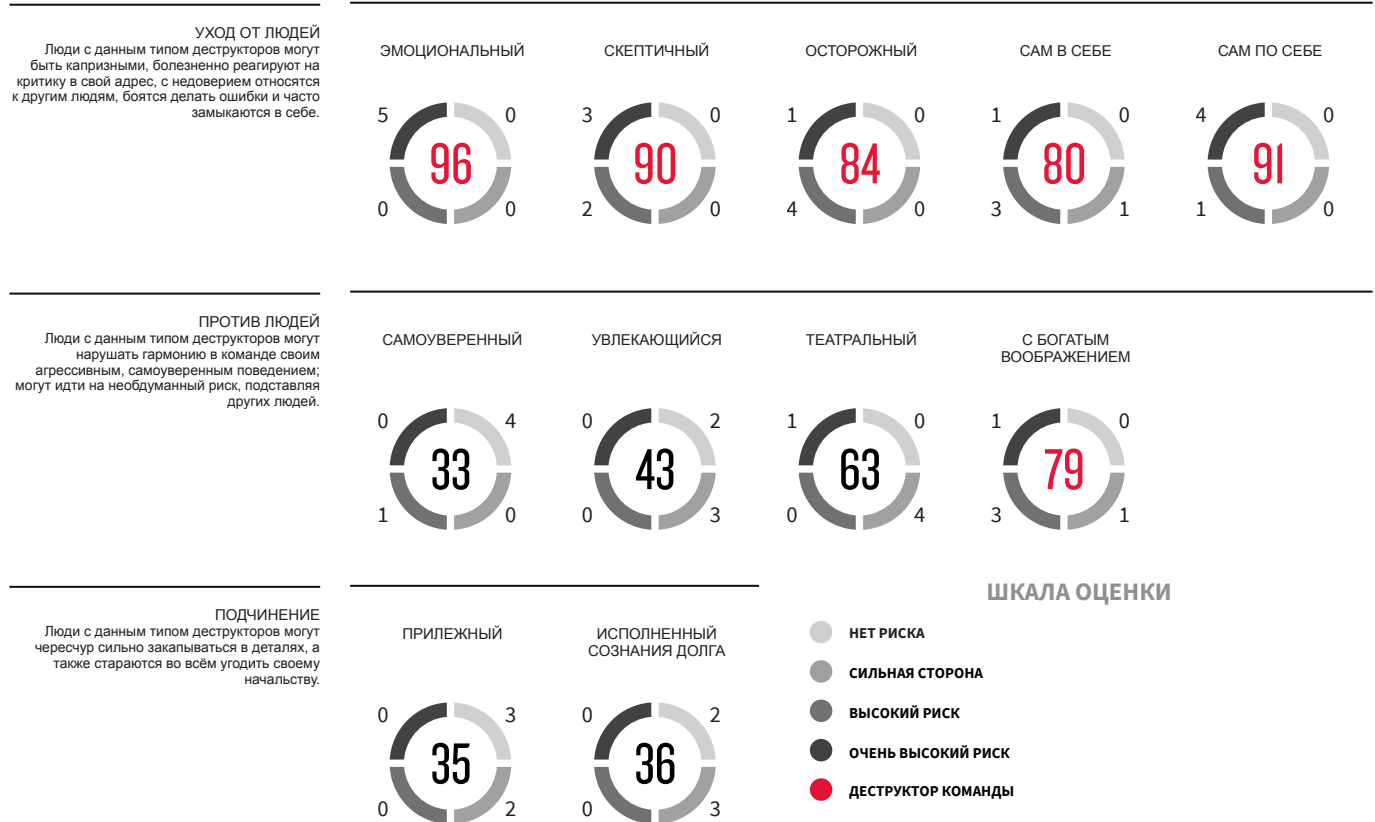 УХОД ОТ ЛЮДЕЙ
Люди с данным типом деструкторов могут
быть капризными, болезненно реагируют на
критику в свой адрес, с недоверием относятся
к другим людям, боятся делать ошибки и часто
замыкаются в себе.
ЭМОЦИОНАЛЬНЫЙ
5
0
96
0
0
СКЕПТИЧНЫЙ
3
0
90
2
0
ОСТОРОЖНЫЙ
1
0
84
4
0
САМ В СЕБЕ
1
0
80
3
1
САМ ПО СЕБЕ
4
0
91
1
0
ПРОТИВ ЛЮДЕЙ
Люди с данным типом деструкторов могут
нарушать гармонию в команде своим
агрессивным, самоуверенным поведением;
могут идти на необдуманный риск, подставляя
других людей.
САМОУВЕРЕННЫЙ
0
4
33
1
0
УВЛЕКАЮЩИЙСЯ
0
2
43
0
3
ТЕАТРАЛЬНЫЙ
1
0
63
0
4
С БОГАТЫМ
ВООБРАЖЕНИЕМ
1
0
79
3
1
ПОДЧИНЕНИЕ
Люди с данным типом деструкторов могут
чересчур сильно закапываться в деталях, а
также стараются во всём угодить своему
начальству.
ПРИЛЕЖНЫЙ
0
3
35
0
2
ИСПОЛНЕННЫЙ
СОЗНАНИЯ ДОЛГА
0
2
36
0
3
ШКАЛА ОЦЕНКИ
НЕТ РИСКА
СИЛЬНАЯ СТОРОНА
ВЫСОКИЙ РИСК
ОЧЕНЬ ВЫСОКИЙ РИСК
ДЕСТРУКТОР КОМАНДЫ